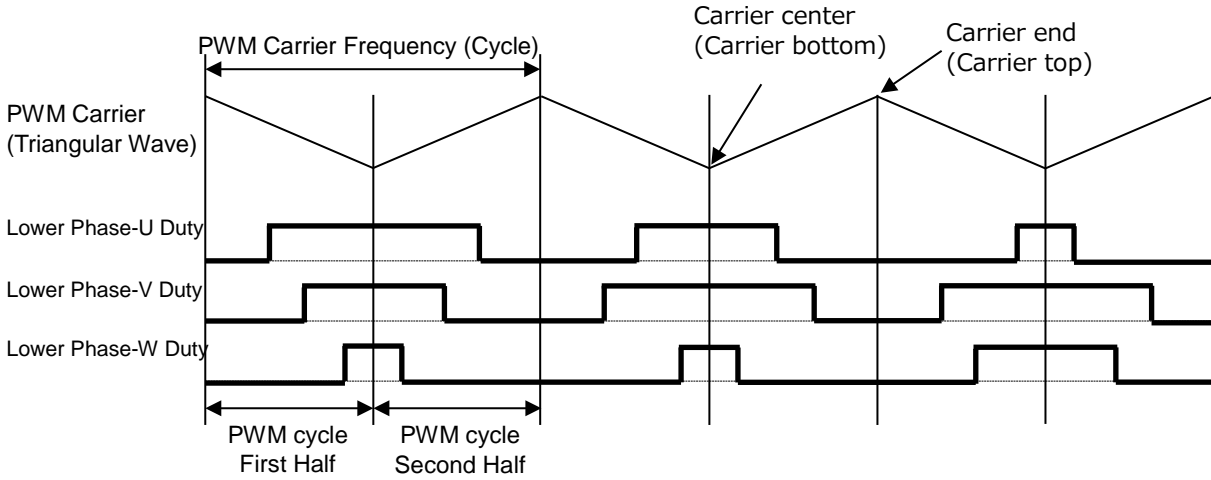 Carrier center
(Carrier bottom)
Carrier end
(Carrier top)
PWM Carrier Frequency (Cycle)
PWM Carrier
(Triangular Wave)
Lower Phase-U Duty
Lower Phase-V Duty
Lower Phase-W Duty
PWM cycle
First Half
PWM cycle
Second Half